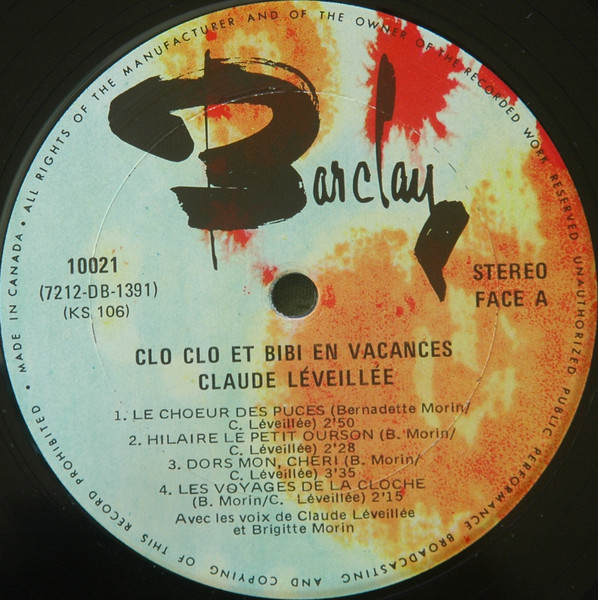 MADE IN CANADA • ALL RIGHTS OF THE MANUFACTURER AND OF THE OWNER OF THE RECORDED WORK RESERVED UNAUTHORIZED PUBLIC PERFORMANCE BROADCASTING AND COPYING OF THIS RECORD PROHIBITED •
Barclay
10021
(7212-DB-1391)
(KS 106)
STEREO
FACE A
CLO CLO ET BIBI EN VACANCES
CLAUDE LÉVEILLÉE
1. LE CHOEUR DES PUCES (Bernadette Morin/
C. Léveillée) 2'50
2. HILAIRE LE PETIT OURSON (B. Morin/
C. Léveillée) 2'28
3. DORS MON, CHERI (B. Morin/
C. Léveillée) 3'35
4. LES VOYAGES DE LA CLOCHE
(B. Morin/C. Léveillée) 2'15
Avec les voix de Claude Léveillée
et Brigitte Morin